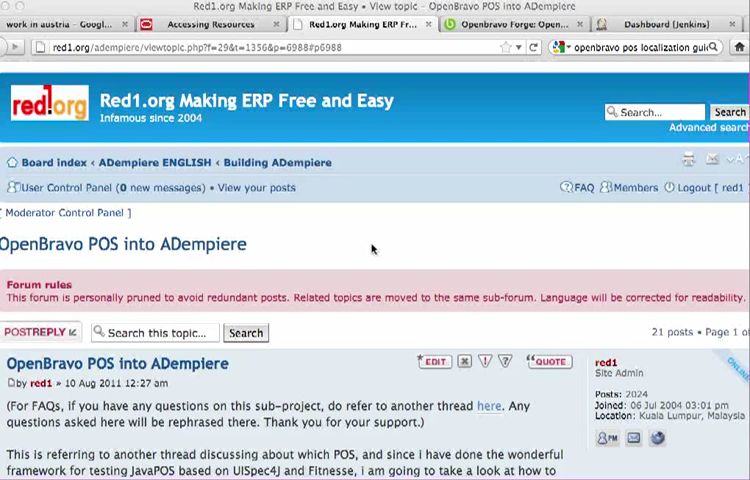 Red1.org Making ERP Free and Easy • View topic - OpenBravo POS into ADempiere
work in austria - Googl...
Accessing Resources
Red1.org Making ERP Fr...
Openbravo Forge: Open...
Dashboard [Jenkins]
red1.org/adempiere/viewtopic.php?f=29&t=1356&p=6988#p6988
openbravo pos localization guid
red1.org
Red1.org Making ERP Free and Easy
Infamous since 2004
Search...
Search
Advanced search
Board index ‹ ADempiere ENGLISH ‹ Building ADempiere
User Control Panel (0 new messages) • View your posts
FAQ Members Logout [ red1
[ Moderator Control Panel ]
OpenBravo POS into ADempiere
Forum rules
This forum is personally pruned to avoid redundant posts. Related topics are moved to the same sub-forum. Language will be corrected for readability.
POSTREPLY
Search this topic...
Search
21 posts • Page 1 of
OpenBravo POS into ADempiere
EDIT
QUOTE
by red1 » 10 Aug 2011 12:27 am
red1
Site Admin
ONLINE
Posts: 2024
Joined: 06 Jul 2004 03:01 pm
Location: Kuala Lumpur, Malaysia
PM
(For FAQs, if you have any questions on this sub-project, do refer to another thread here. Any
questions asked here will be rephrased there. Thank you for your support.)
This is referring to another thread discussing about which POS, and since i have done the wonderful
framework for testing JavaPOS based on UISpec4J and Fitnesse, i am going to take a look at how to